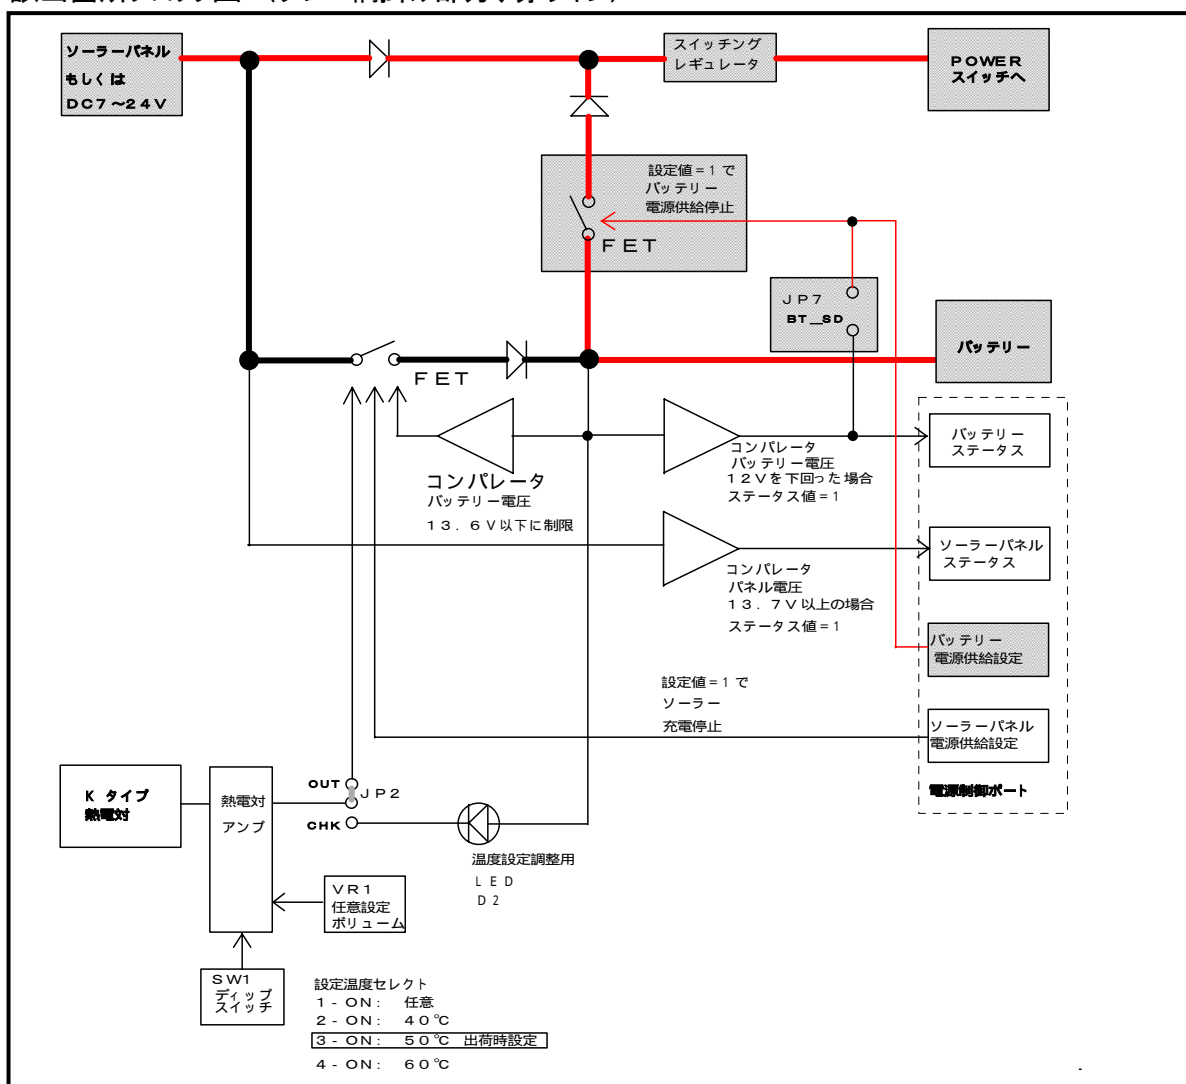 ソーラーパネル
もしくは
DC7～24V
スイッチング
レギュレータ
POWER
スイッチへ
設定値=1で
バッテリー
電源供給停止
FET
JP7
BT_SD
バッテリー
FET
コンパレータ
バッテリー電圧
13.6V以下に制限
コンパレータ
バッテリー電圧
12Vを下回った場合
ステータス値=1
バッテリー
ステータス
コンパレータ
パネル電圧
13.7V以上の場合
ステータス値=1
ソーラーパネル
ステータス
バッテリー
電源供給設定
設定値=1で
ソーラー
充電停止
ソーラーパネル
電源供給設定
電源制御ポート
K タイプ
熱電対
熱電対
アンプ
OUT
JP2
CHK
温度設定調整用
LED
D2
VR1
任意設定
ボリューム
SW1
ディップ
スイッチ
設定温度セレクト
1-ON: 任意
2-ON: 40℃
3-ON: 50℃ 出荷時設定
4-ON: 60℃